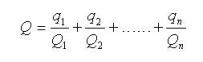 Q = q1/Q1 + q2/Q2 + ...... + qn/Qn